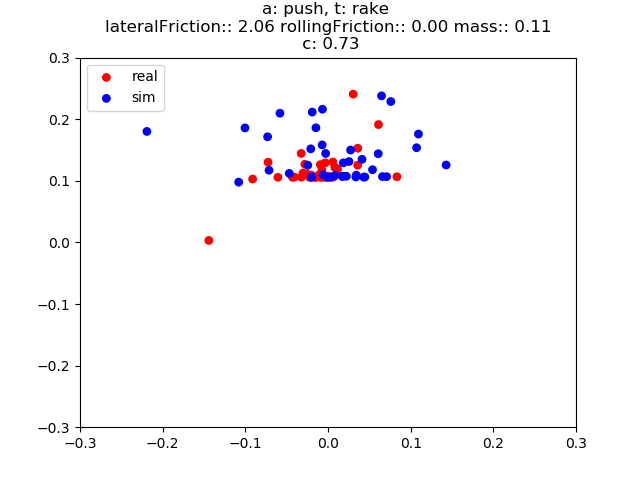 a: push, t: rake
lateralFriction:: 2.06 rollingFriction:: 0.00 mass:: 0.11
c: 0.73
real
sim
0.3
0.2
0.1
0.0
−0.1
−0.2
−0.3
−0.3 −0.2 −0.1 0.0 0.1 0.2 0.3